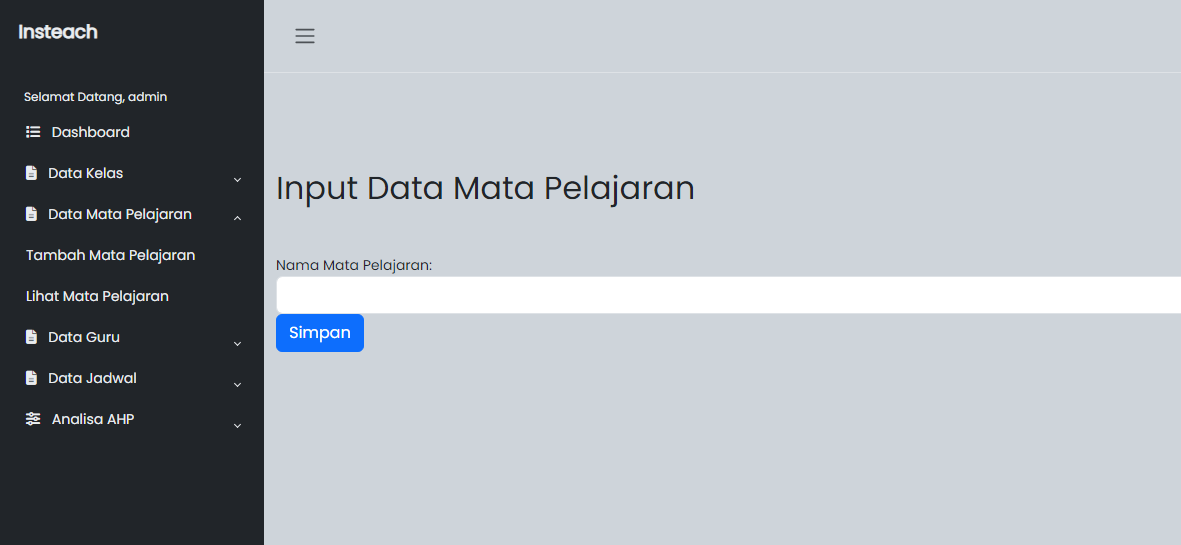 Insteach
Selamat Datang, admin
Dashboard
Data Kelas
Data Mata Pelajaran
Tambah Mata Pelajaran
Lihat Mata Pelajaran
Data Guru
Data Jadwal
Analisa AHP
Input Data Mata Pelajaran
Nama Mata Pelajaran:
Simpan